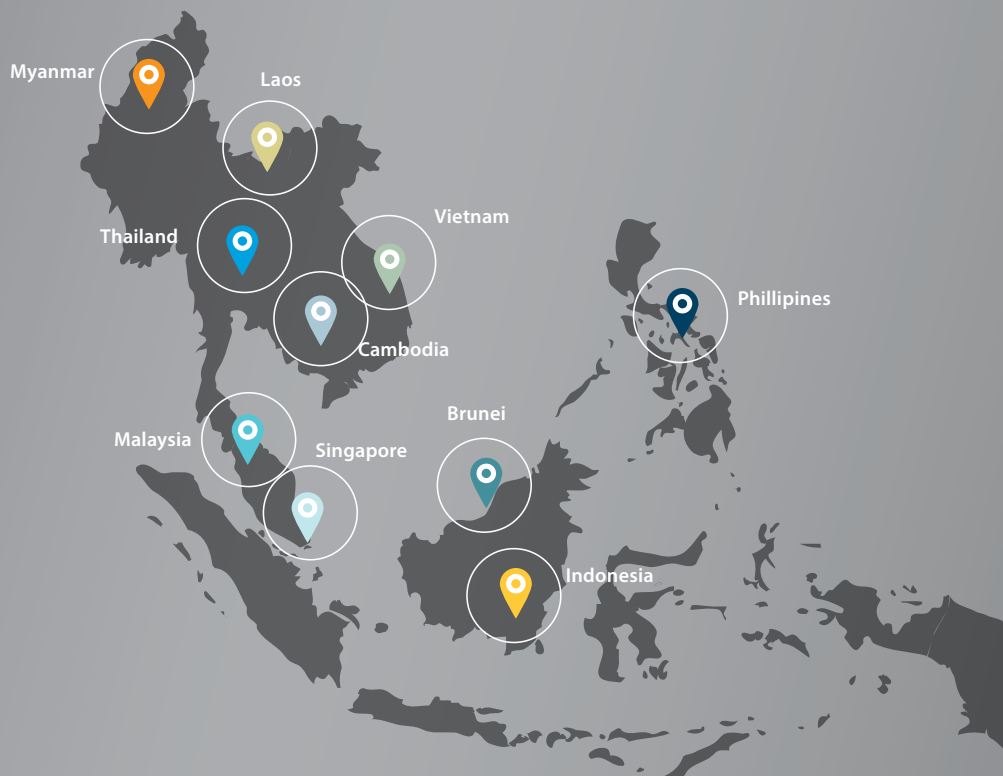 Myanmar
Laos
Vietnam
Thailand
Phillipines
Cambodia
Brunei
Malaysia
Singapore
Indonesia